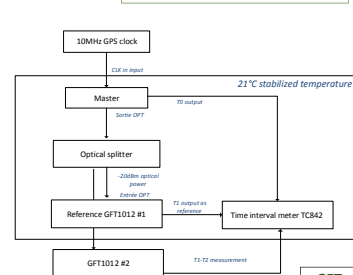 10MHz GPS clock
CLK in input
21°C stabilized temperature
Master
T0 output
Sortie OPT
Optical splitter
-20dBm optical
power
Entrée OPT
T1 output as
reference
Reference GFT1012 #1
Time interval meter TC842
GFT1012 #2
T1-T2 measurement